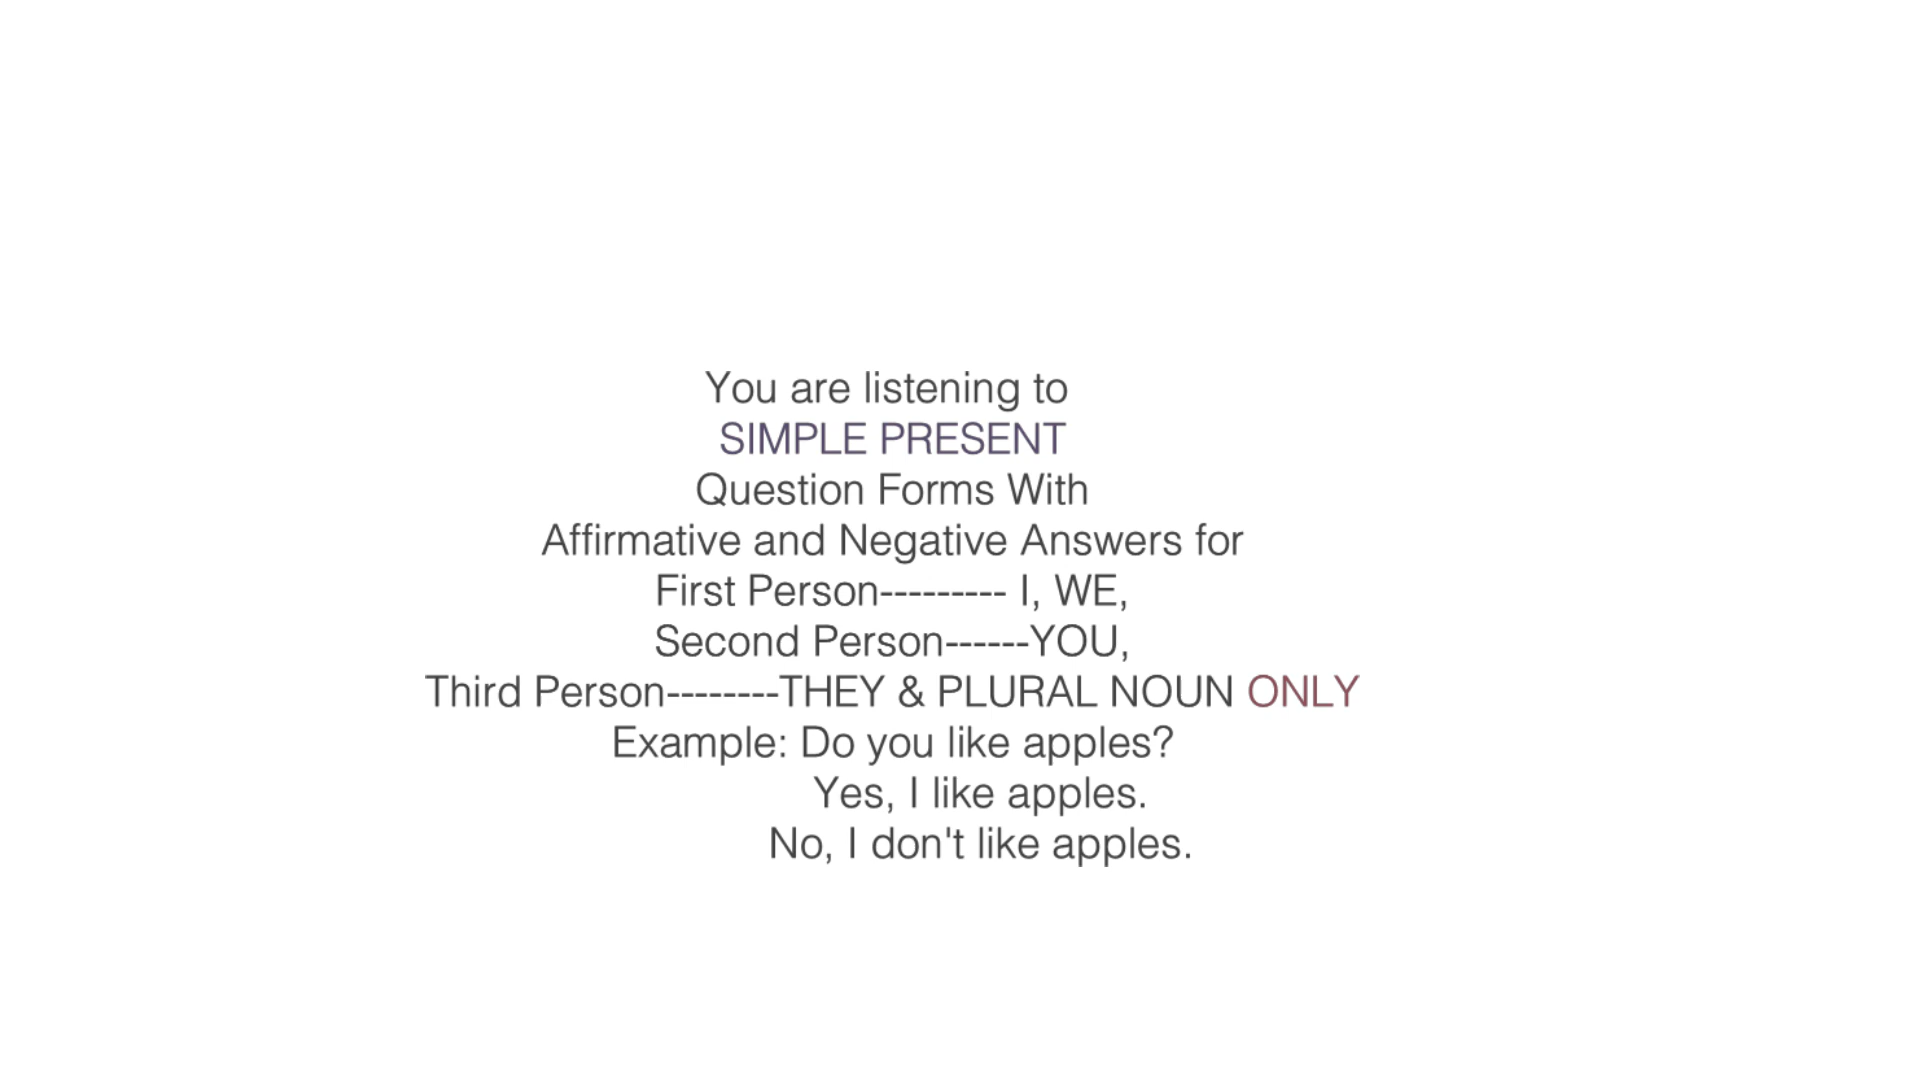 You are listening to
SIMPLE PRESENT
Question Forms With
Affirmative and Negative Answers for
First Person--------- I, WE,
Second Person------YOU,
Third Person--------THEY & PLURAL NOUN ONLY
Example: Do you like apples?
Yes, I like apples.
No, I don't like apples.